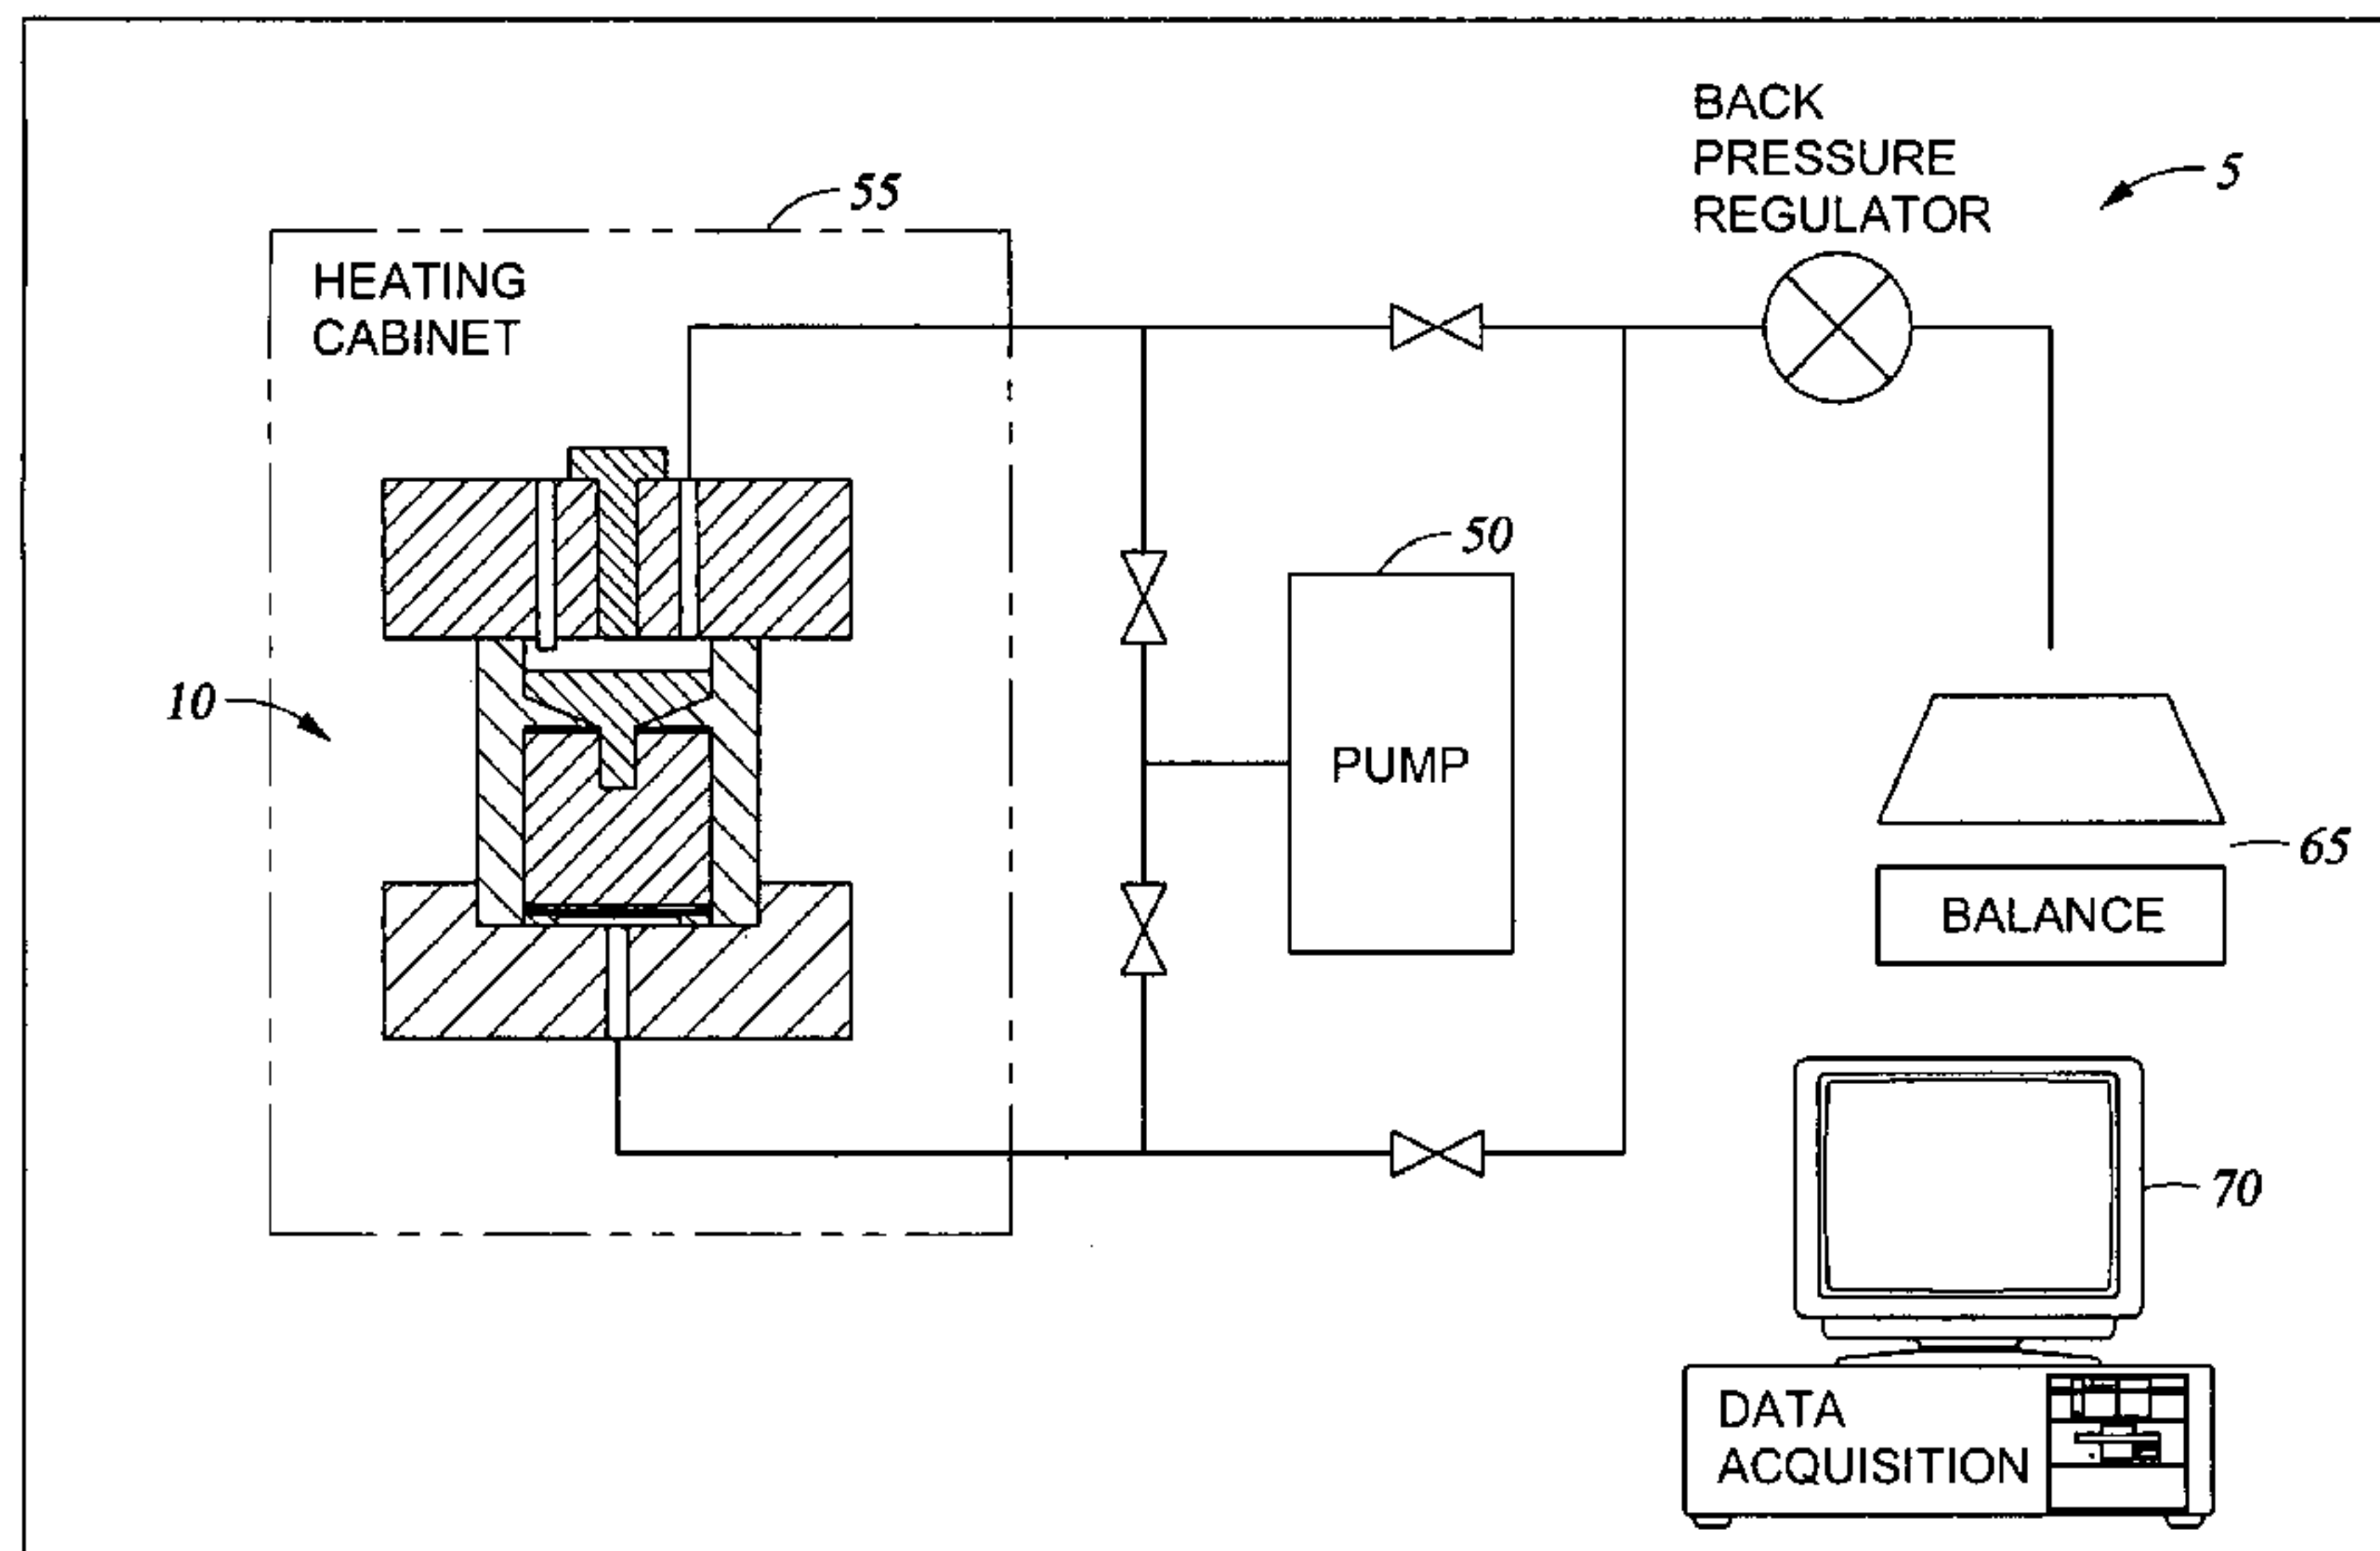 BACK
PRESSURE
REGULATOR
5
55
HEATING
CABINET
50
10
PUMP
65
BALANCE
70
DATA
ACQUISITION